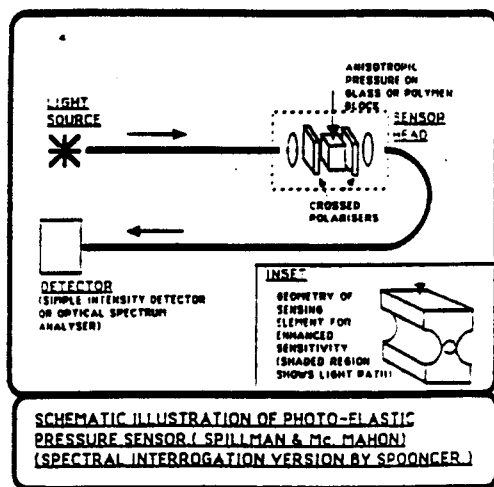 4
ANISOTROPIC
PRESSURE ON
GLASS OR POLYMER
BLOCK
LIGHT
SOURCE
SENSOR
HEAD
CROSSED
POLARISERS
DETECTOR
(SIMPLE INTENSITY DETECTOR
OR OPTICAL SPECTRUM
ANALYSER)
INSET
GEOMETRY OF
SENSING
ELEMENT FOR
ENHANCED
SENSITIVITY
(SHADED REGION
SHOWS LIGHT PATH)
SCHEMATIC ILLUSTRATION OF PHOTO-ELASTIC
PRESSURE SENSOR ( SPILLMAN & Mc. MAHON)
(SPECTRAL INTERROGATION VERSION BY SPOONCER )